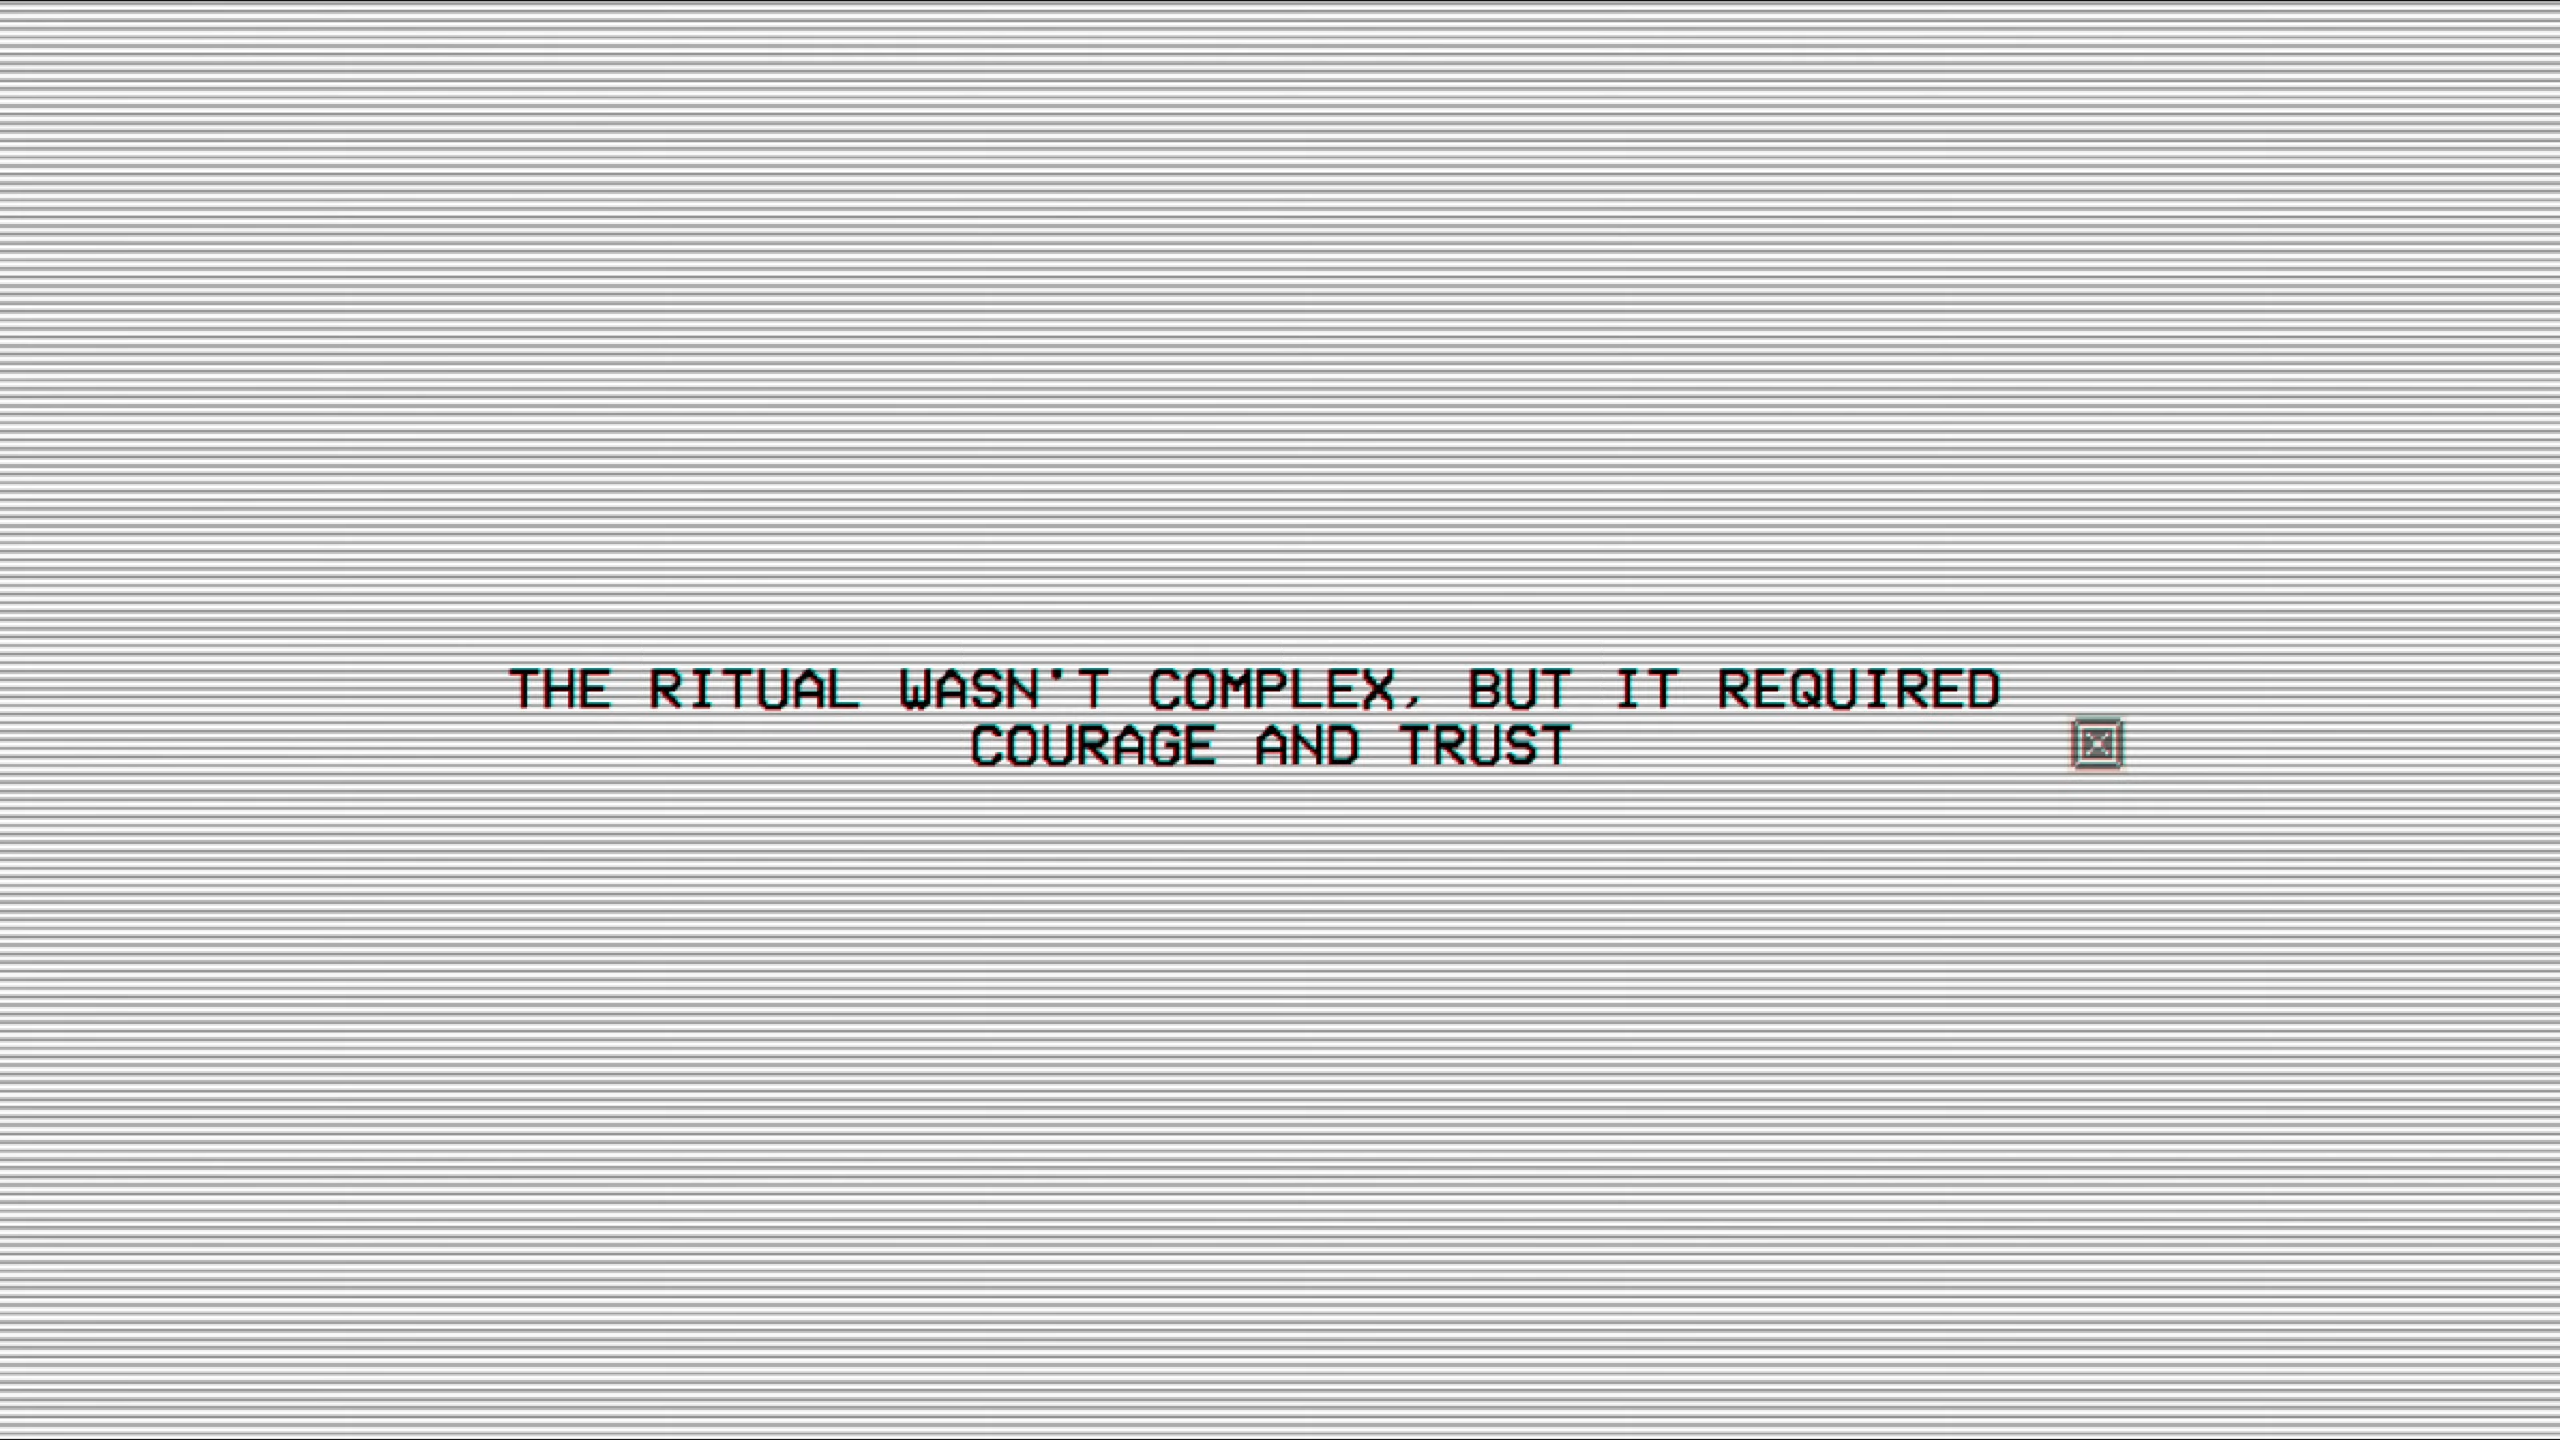 THE RITUAL WASN'T COMPLEX, BUT IT REQUIRED
COURAGE AND TRUST